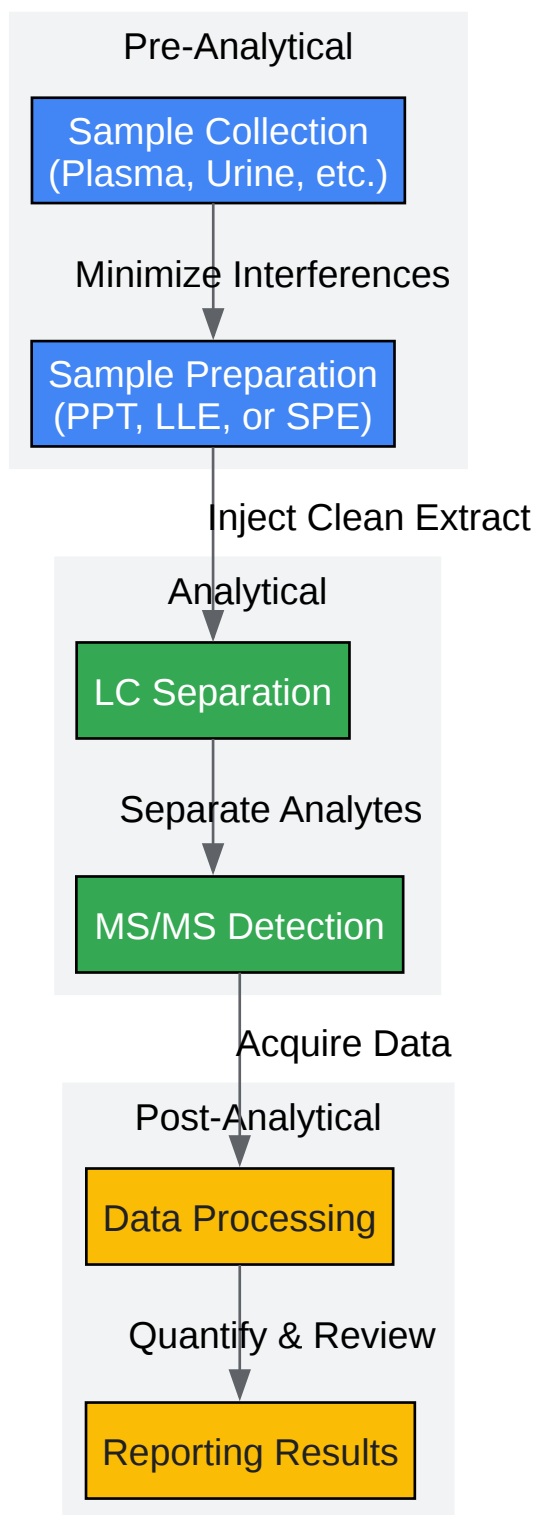 Pre-Analytical
Sample Collection
(Plasma, Urine, etc.)
Minimize Interferences
Sample Preparation
(PPT, LLE, or SPE)
Inject Clean Extract
Analytical
LC Separation
Separate Analytes
MS/MS Detection
Acquire Data
Post-Analytical
Data Processing
Quantify & Review
Reporting Results